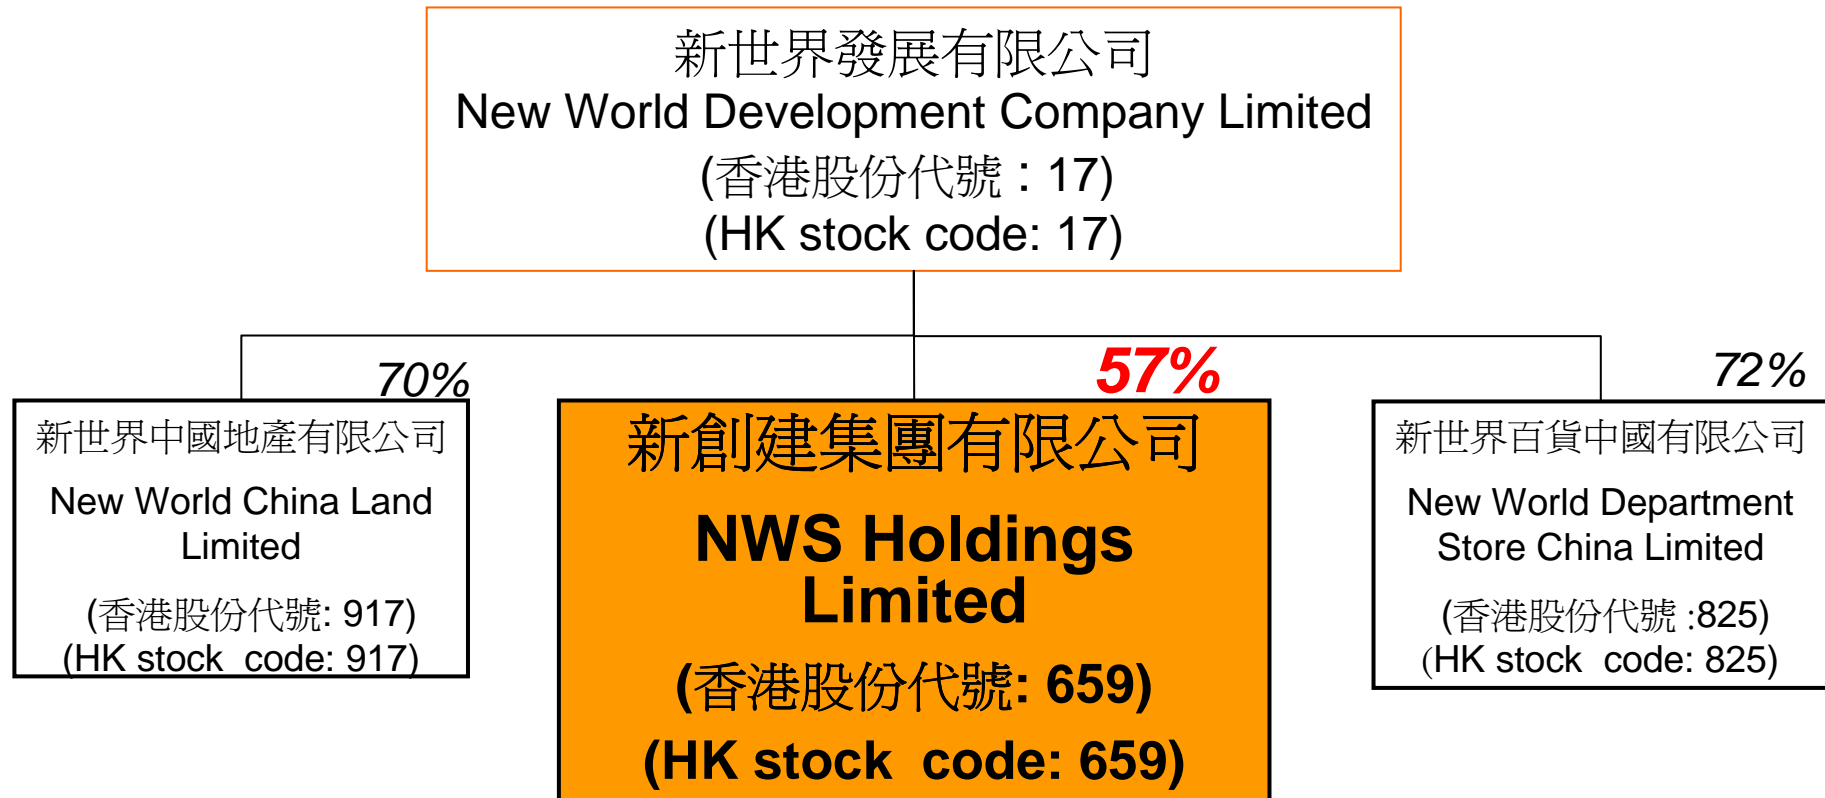 新世界發展有限公司
New World Development Company Limited
(香港股份代號 : 17)
(HK stock code: 17)
70%
57%
72%
新世界中國地產有限公司
New World China Land
Limited
(香港股份代號: 917)
(HK stock code: 917)
新創建集團有限公司
NWS Holdings
Limited
(香港股份代號: 659)
(HK stock code: 659)
新世界百貨中國有限公司
New World Department
Store China Limited
(香港股份代號 :825)
(HK stock code: 825)